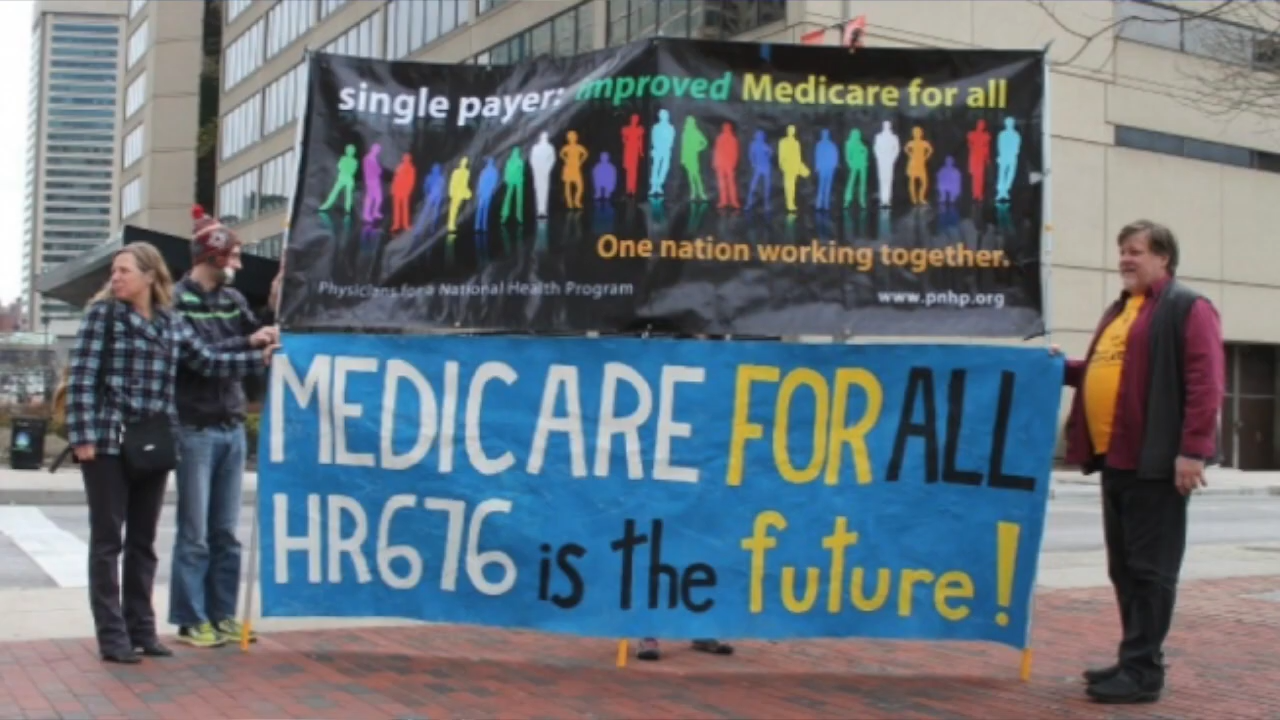 single payer: improved Medicare for all
One nation working together.
Physicians for a National Health Program
www.pnhp.org
MEDICARE FOR ALL
HR676 is the future!